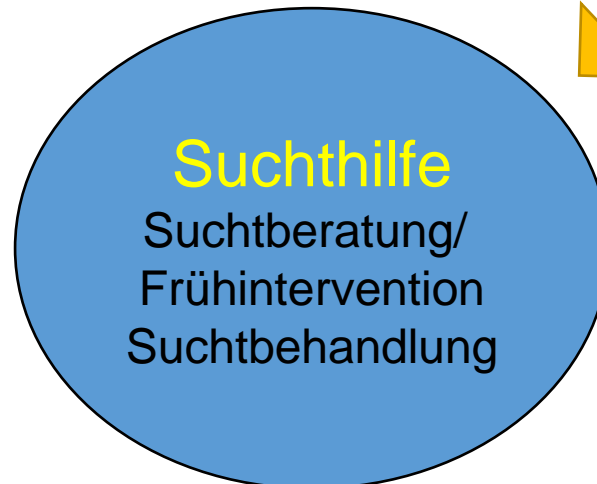 Suchthilfe
Suchtberatung/
Frühintervention
Suchtbehandlung